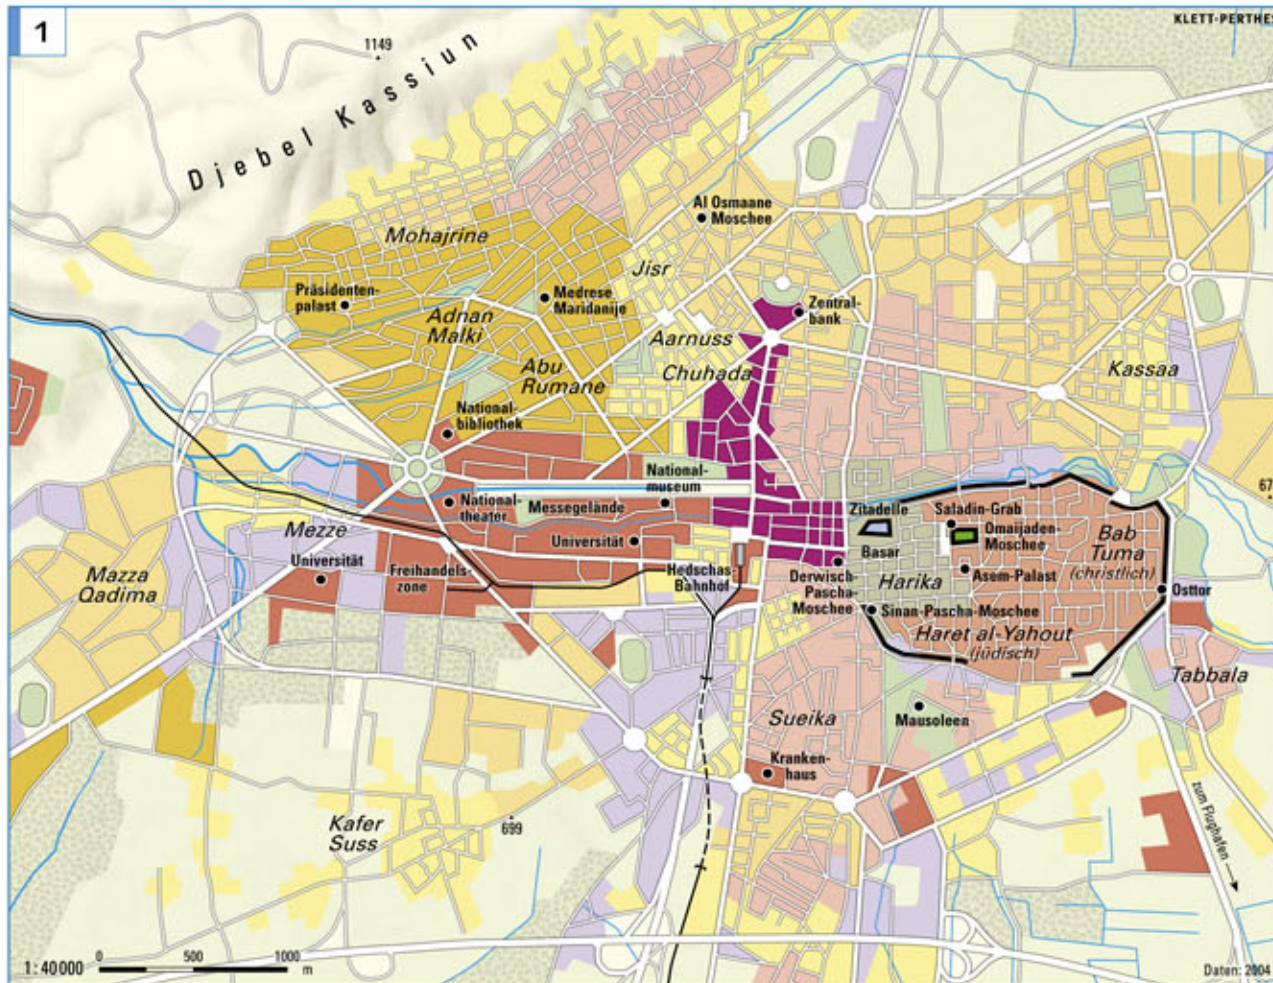 1
KLETT-PERTHES
1149
Djebel Kassiun
Al Osmaane
Moschee
Mohajrine
Jisr
Präsidenten-
palast
Medrese
Maridanije
Zentral-
bank
Adnan
Malki
Aarnuss
Abu
Rumane
Chuhada
Kassaa
National-
bibliothek
National-
museum
National-
theater
Messegelände
Zitadelle
Saladin-Grab
Omaijaden-
Moschee
Bab
Tuma
(christlich)
Mezze
Universität
Universität
Basar
Mazza
Qadima
Freihandels-
zone
Hedschas-
Bahnhof
Derwisch-
Pascha-
Moschee
Harika
Asem-Palast
Osttor
Sinan-Pascha-Moschee
Haret al-Yahout
(jüdisch)
Tabbala
Sueika
Mausoleen
Kranken-
haus
zum Flughafen
Kafer
Suss
699
1:40000
0 500 1000
m
Daten: 2004